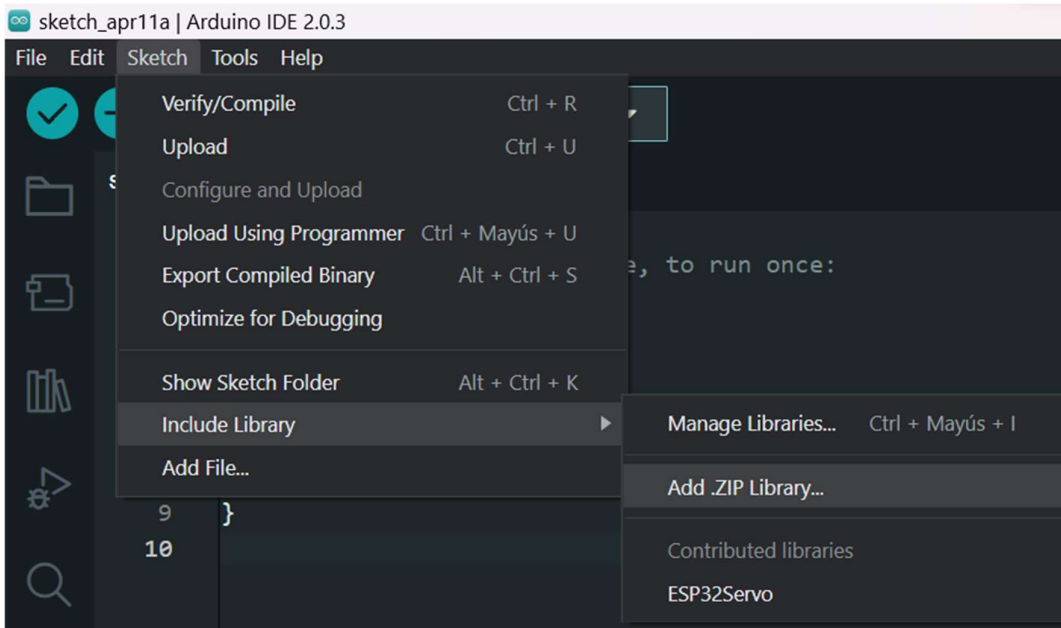 sketch_apr11a | Arduino IDE 2.0.3
File Edit Sketch Tools Help
Verify/Compile Ctrl + R
Upload Ctrl + U
s
Configure and Upload
Upload Using Programmer Ctrl + Mayús + U
e, to run once:
Export Compiled Binary Alt + Ctrl + S
Optimize for Debugging
Show Sketch Folder Alt + Ctrl + K
Include Library Manage Libraries... Ctrl + Mayús + I
Add File... Add .ZIP Library...
9 }
10
Contributed libraries
ESP32Servo